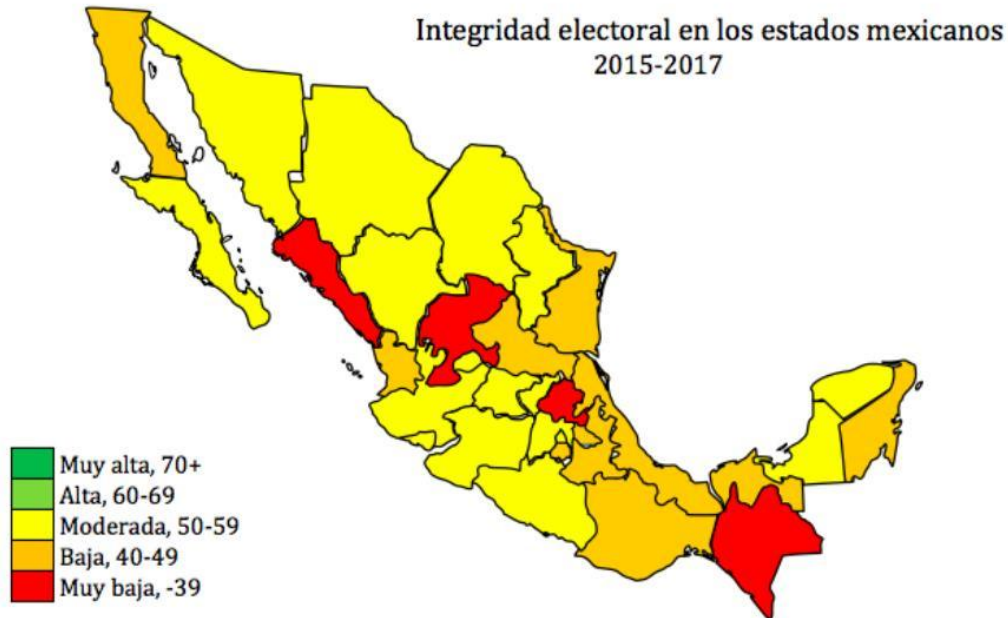 Integridad electoral en los estados mexicanos
2015-2017
Muy alta, 70+
Alta, 60-69
Moderada, 50-59
Baja, 40-49
Muy baja, -39